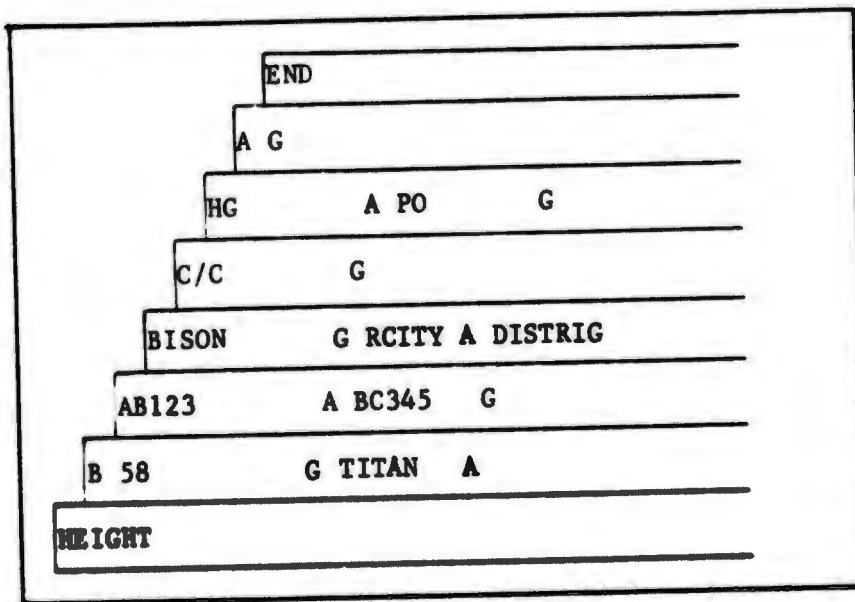 END
A G
HG A PO G
C/C G
BISON G RCITY A DISTRIG
AB123 A BC345 G
B 58 G TITAN A
HEIGHT